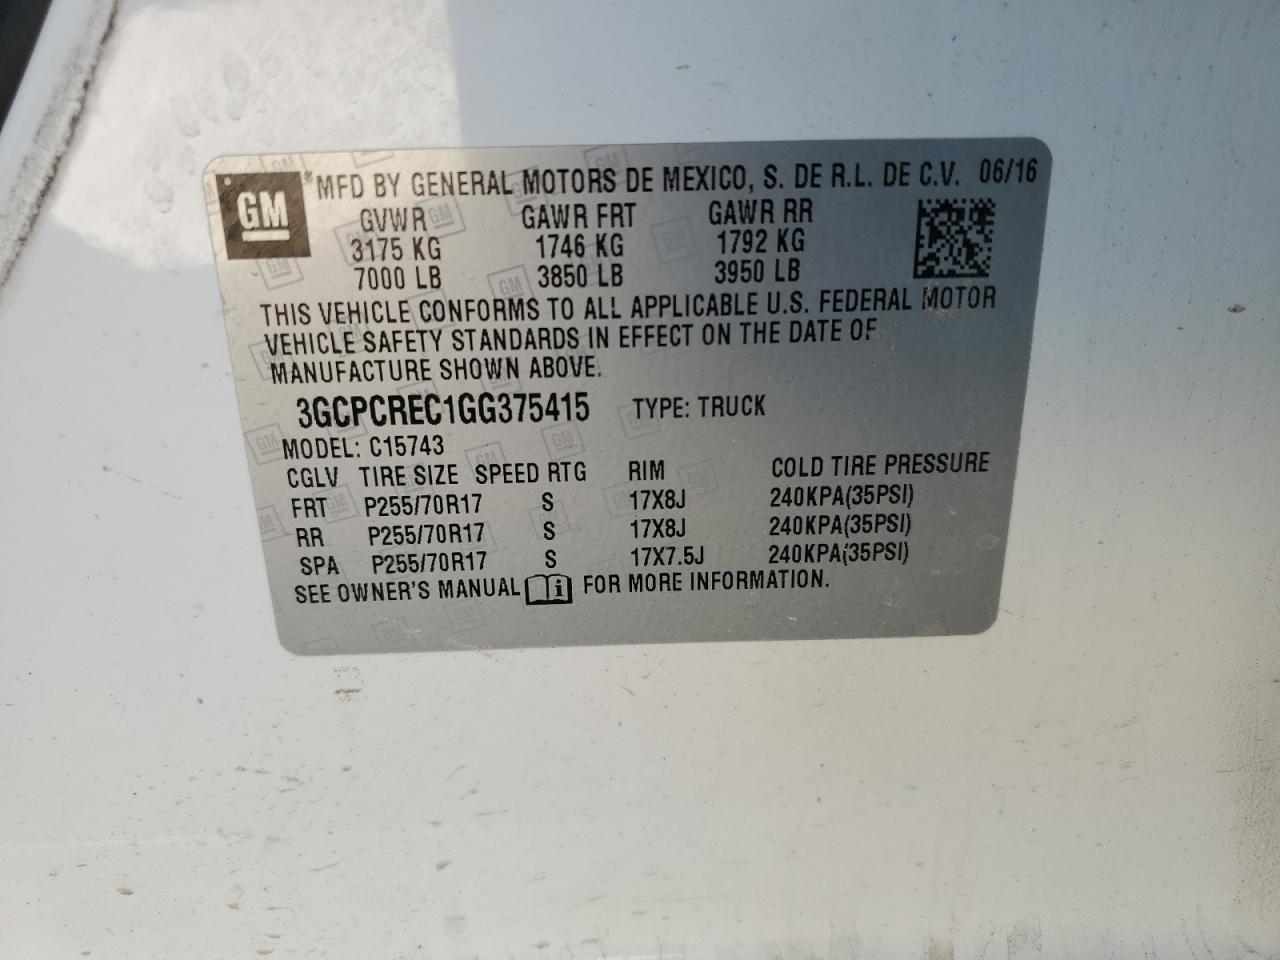 GM
® MFD BY GENERAL MOTORS DE MEXICO, S. DE R.L. DE C.V. 06/16
GVWR GAWR FRT GAWR RR
3175 KG 1746 KG 1792 KG
7000 LB 3850 LB 3950 LB
THIS VEHICLE CONFORMS TO ALL APPLICABLE U.S. FEDERAL MOTOR
VEHICLE SAFETY STANDARDS IN EFFECT ON THE DATE OF
MANUFACTURE SHOWN ABOVE.
3GCPCREC1GG375415 TYPE: TRUCK
MODEL: C15743
CGLV TIRE SIZE SPEED RTG RIM COLD TIRE PRESSURE
FRT P255/70R17 S 17X8J 240KPA(35PSI)
RR P255/70R17 S 17X8J 240KPA(35PSI)
SPA P255/70R17 S 17X7.5J 240KPA(35PSI)
SEE OWNER'S MANUAL i FOR MORE INFORMATION.